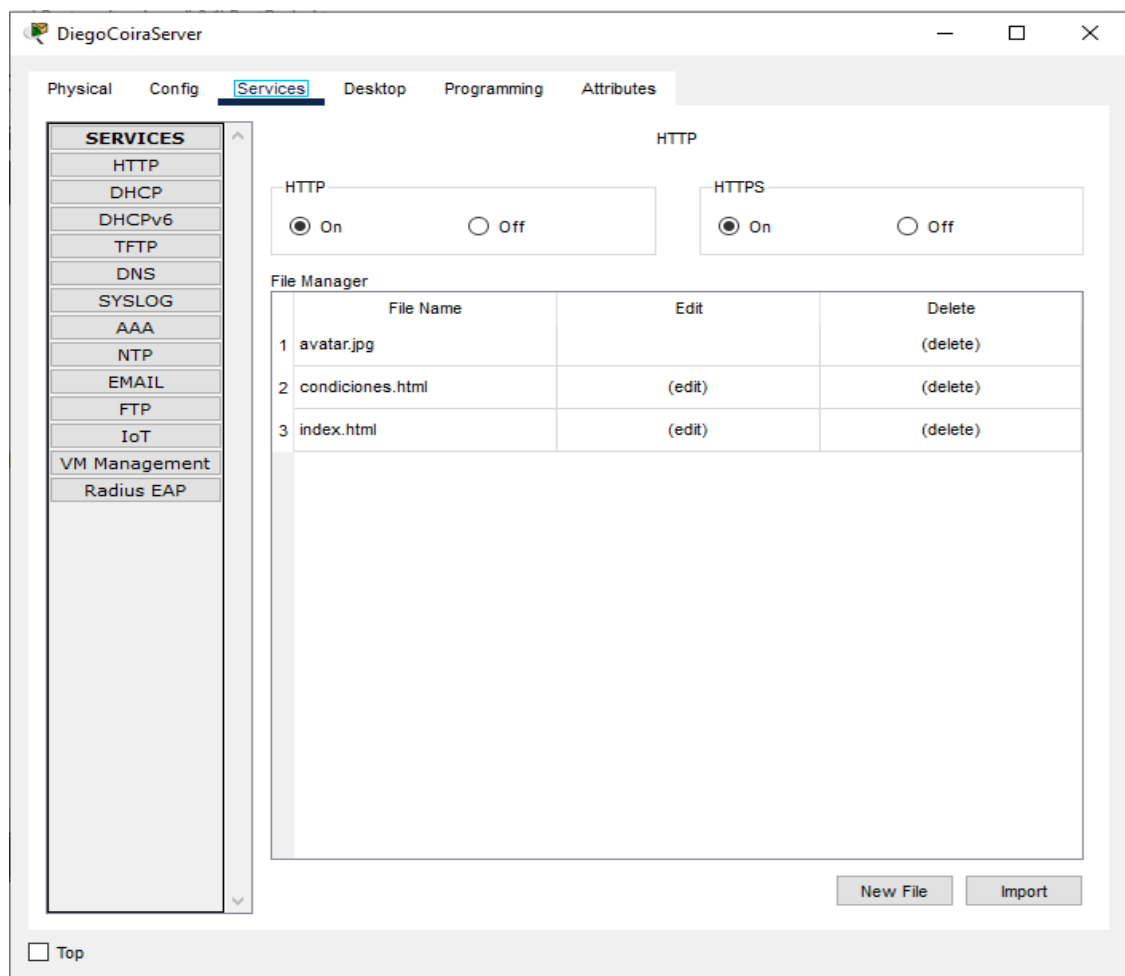 DiegoCoiraServer
Physical Config Services Desktop Programming Attributes
SERVICES
HTTP
DHCP
DHCPv6
TFTP
DNS
SYSLOG
AAA
NTP
EMAIL
FTP
IoT
VM Management
Radius EAP
HTTP
HTTP
On Off
HTTPS
On Off
File Manager
File Name Edit Delete
1 avatar.jpg (delete)
2 condiciones.html (edit) (delete)
3 index.html (edit) (delete)
New File Import
Top